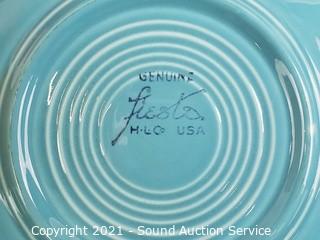 GENUINE
fiesta
H·L·Co USA
Copyright 2021 - Sound Auction Service